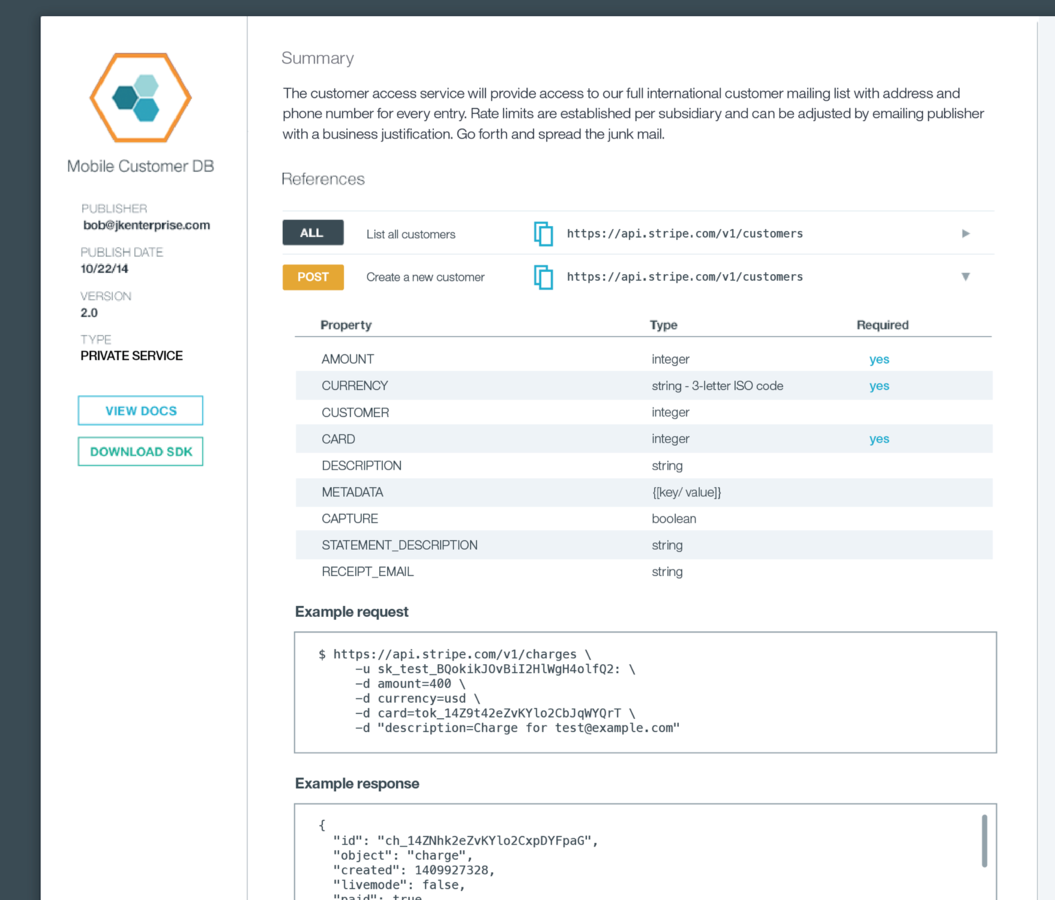 Summary
The customer access service will provide access to our full international customer mailing list with address and
phone number for every entry. Rate limits are established per subsidiary and can be adjusted by emailing publisher
with a business justification. Go forth and spread the junk mail.
Mobile Customer DB
PUBLISHER
bob@jkenterprise.com
PUBLISH DATE
10/22/14
VERSION
2.0
TYPE
PRIVATE SERVICE
VIEW DOCS
DOWNLOAD SDK
References
ALL List all customers https://api.stripe.com/v1/customers
POST Create a new customer https://api.stripe.com/v1/customers
Property Type Required
AMOUNT integer yes
CURRENCY string - 3-letter ISO code yes
CUSTOMER integer
CARD integer yes
DESCRIPTION string
METADATA {[key/ value]}
CAPTURE boolean
STATEMENT_DESCRIPTION string
RECEIPT_EMAIL string
Example request
$ https://api.stripe.com/v1/charges \
-u sk_test_BQokikJOvBiI2HlWgH4olfQ2: \
-d amount=400 \
-d currency=usd \
-d card=tok_14Z9t42eZvKYlo2CbJqWYQrT \
-d "description=Charge for test@example.com"
Example response
{
"id": "ch_14ZNhk2eZvKYlo2CxpDYFpaG",
"object": "charge",
"created": 1409927328,
"livemode": false,
"paid": true